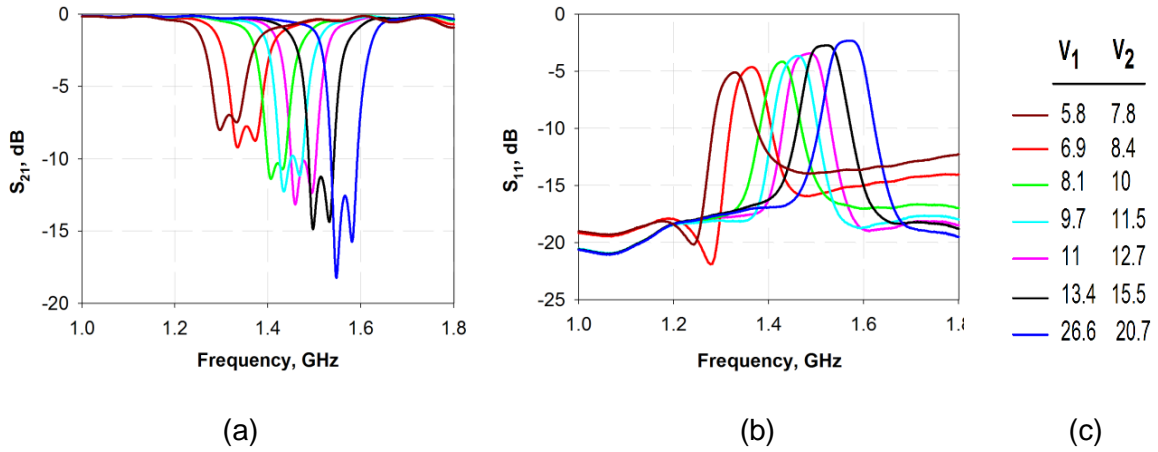 0
-5
-10
-15
-20
S21, dB
1.0 1.2 1.4 1.6 1.8
Frequency, GHz
(a)
0
-5
-10
-15
-20
-25
S11, dB
1.0 1.2 1.4 1.6 1.8
Frequency, GHz
(b)
V1 V2
5.8 7.8
6.9 8.4
8.1 10
9.7 11.5
11 12.7
13.4 15.5
26.6 20.7
(c)